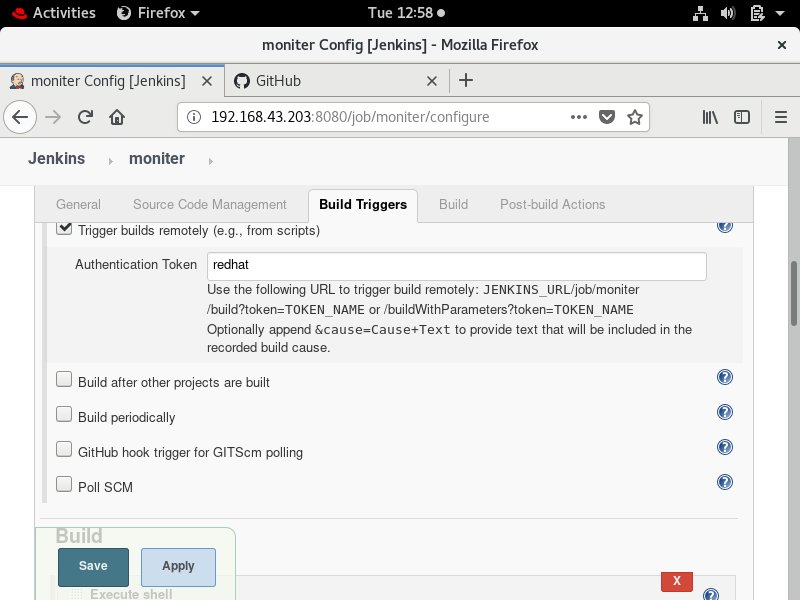 Activities Firefox Tue 12:58
moniter Config [Jenkins] - Mozilla Firefox ×
moniter Config [Jenkins] × GitHub × +
192.168.43.203:8080/job/moniter/configure
Jenkins › moniter ›
General Source Code Management Build Triggers Build Post-build Actions
Trigger builds remotely (e.g., from scripts) ?
Authentication Token redhat
Use the following URL to trigger build remotely: JENKINS_URL/job/moniter
/build?token=TOKEN_NAME or /buildWithParameters?token=TOKEN_NAME
Optionally append &cause=Cause+Text to provide text that will be included in the
recorded build cause.
Build after other projects are built ?
Build periodically ?
GitHub hook trigger for GITScm polling ?
Poll SCM ?
Build
Save Apply
X
Execute shell ?